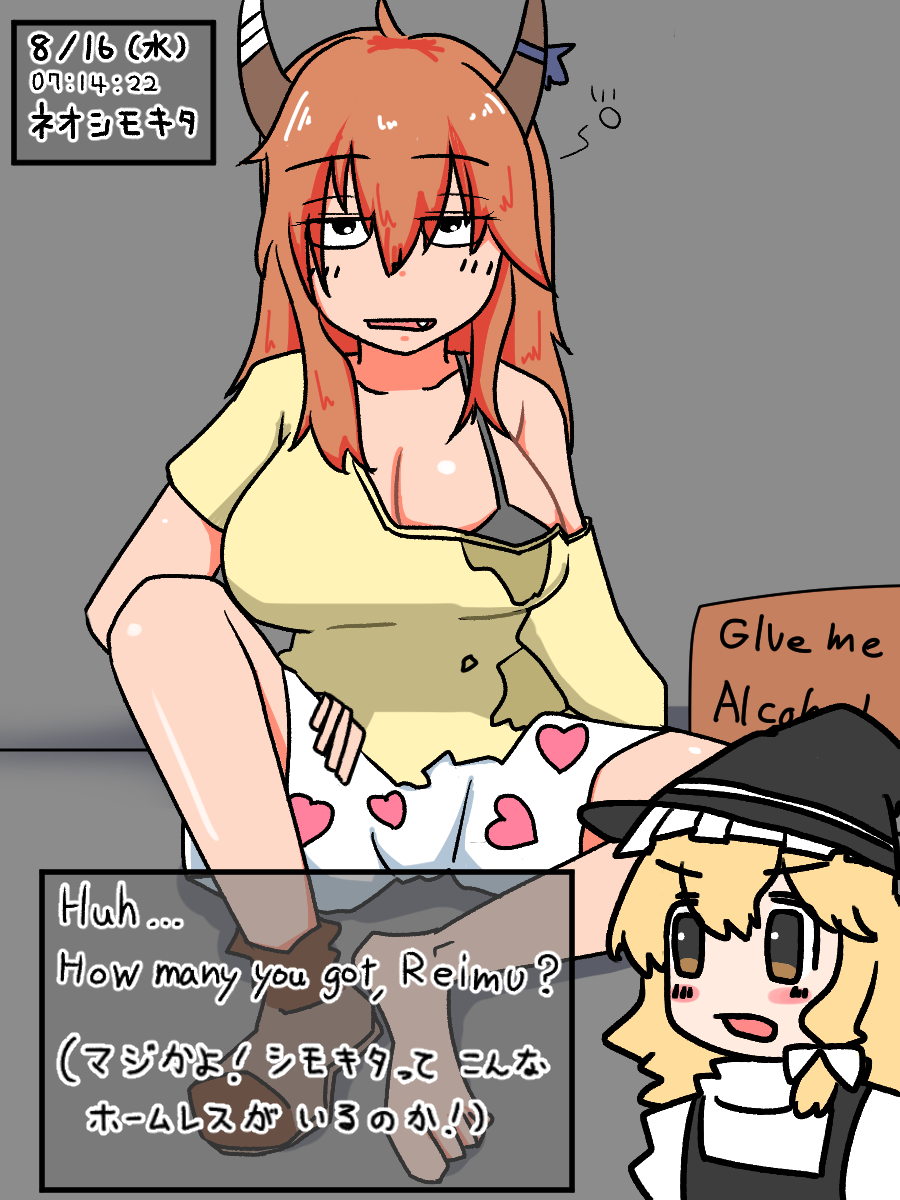 8/16(水)
07:14:22
ネオシモキタ
Give me
Huh...
How many you got, Reimu?
(マジかよ! シモキタって こんな
ホームレスが いるのか!)